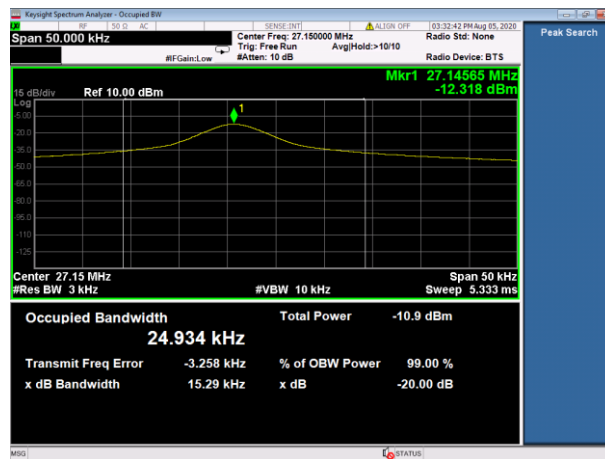 Keysight Spectrum Analyzer - Occupied BW
RF 50 Ω AC SENSE:INT ALIGN OFF 03:32:42 PM Aug 05, 2020
Span 50.000 kHz Center Freq: 27.150000 MHz Radio Std: None Peak Search
Trig: Free Run Avg|Hold:>10/10
#IFGain:Low #Atten: 10 dB Radio Device: BTS
Mkr1 27.14565 MHz
15 dB/div Ref 10.00 dBm -12.318 dBm
Log
1
-5.00
-20.0
-35.0
-50.0
-65.0
-80.0
-95.0
-110
-125
Center 27.15 MHz Span 50 kHz
#Res BW 3 kHz #VBW 10 kHz Sweep 5.333 ms
Occupied Bandwidth Total Power -10.9 dBm
24.934 kHz
Transmit Freq Error -3.258 kHz % of OBW Power 99.00 %
x dB Bandwidth 15.29 kHz x dB -20.00 dB
MSG STATUS